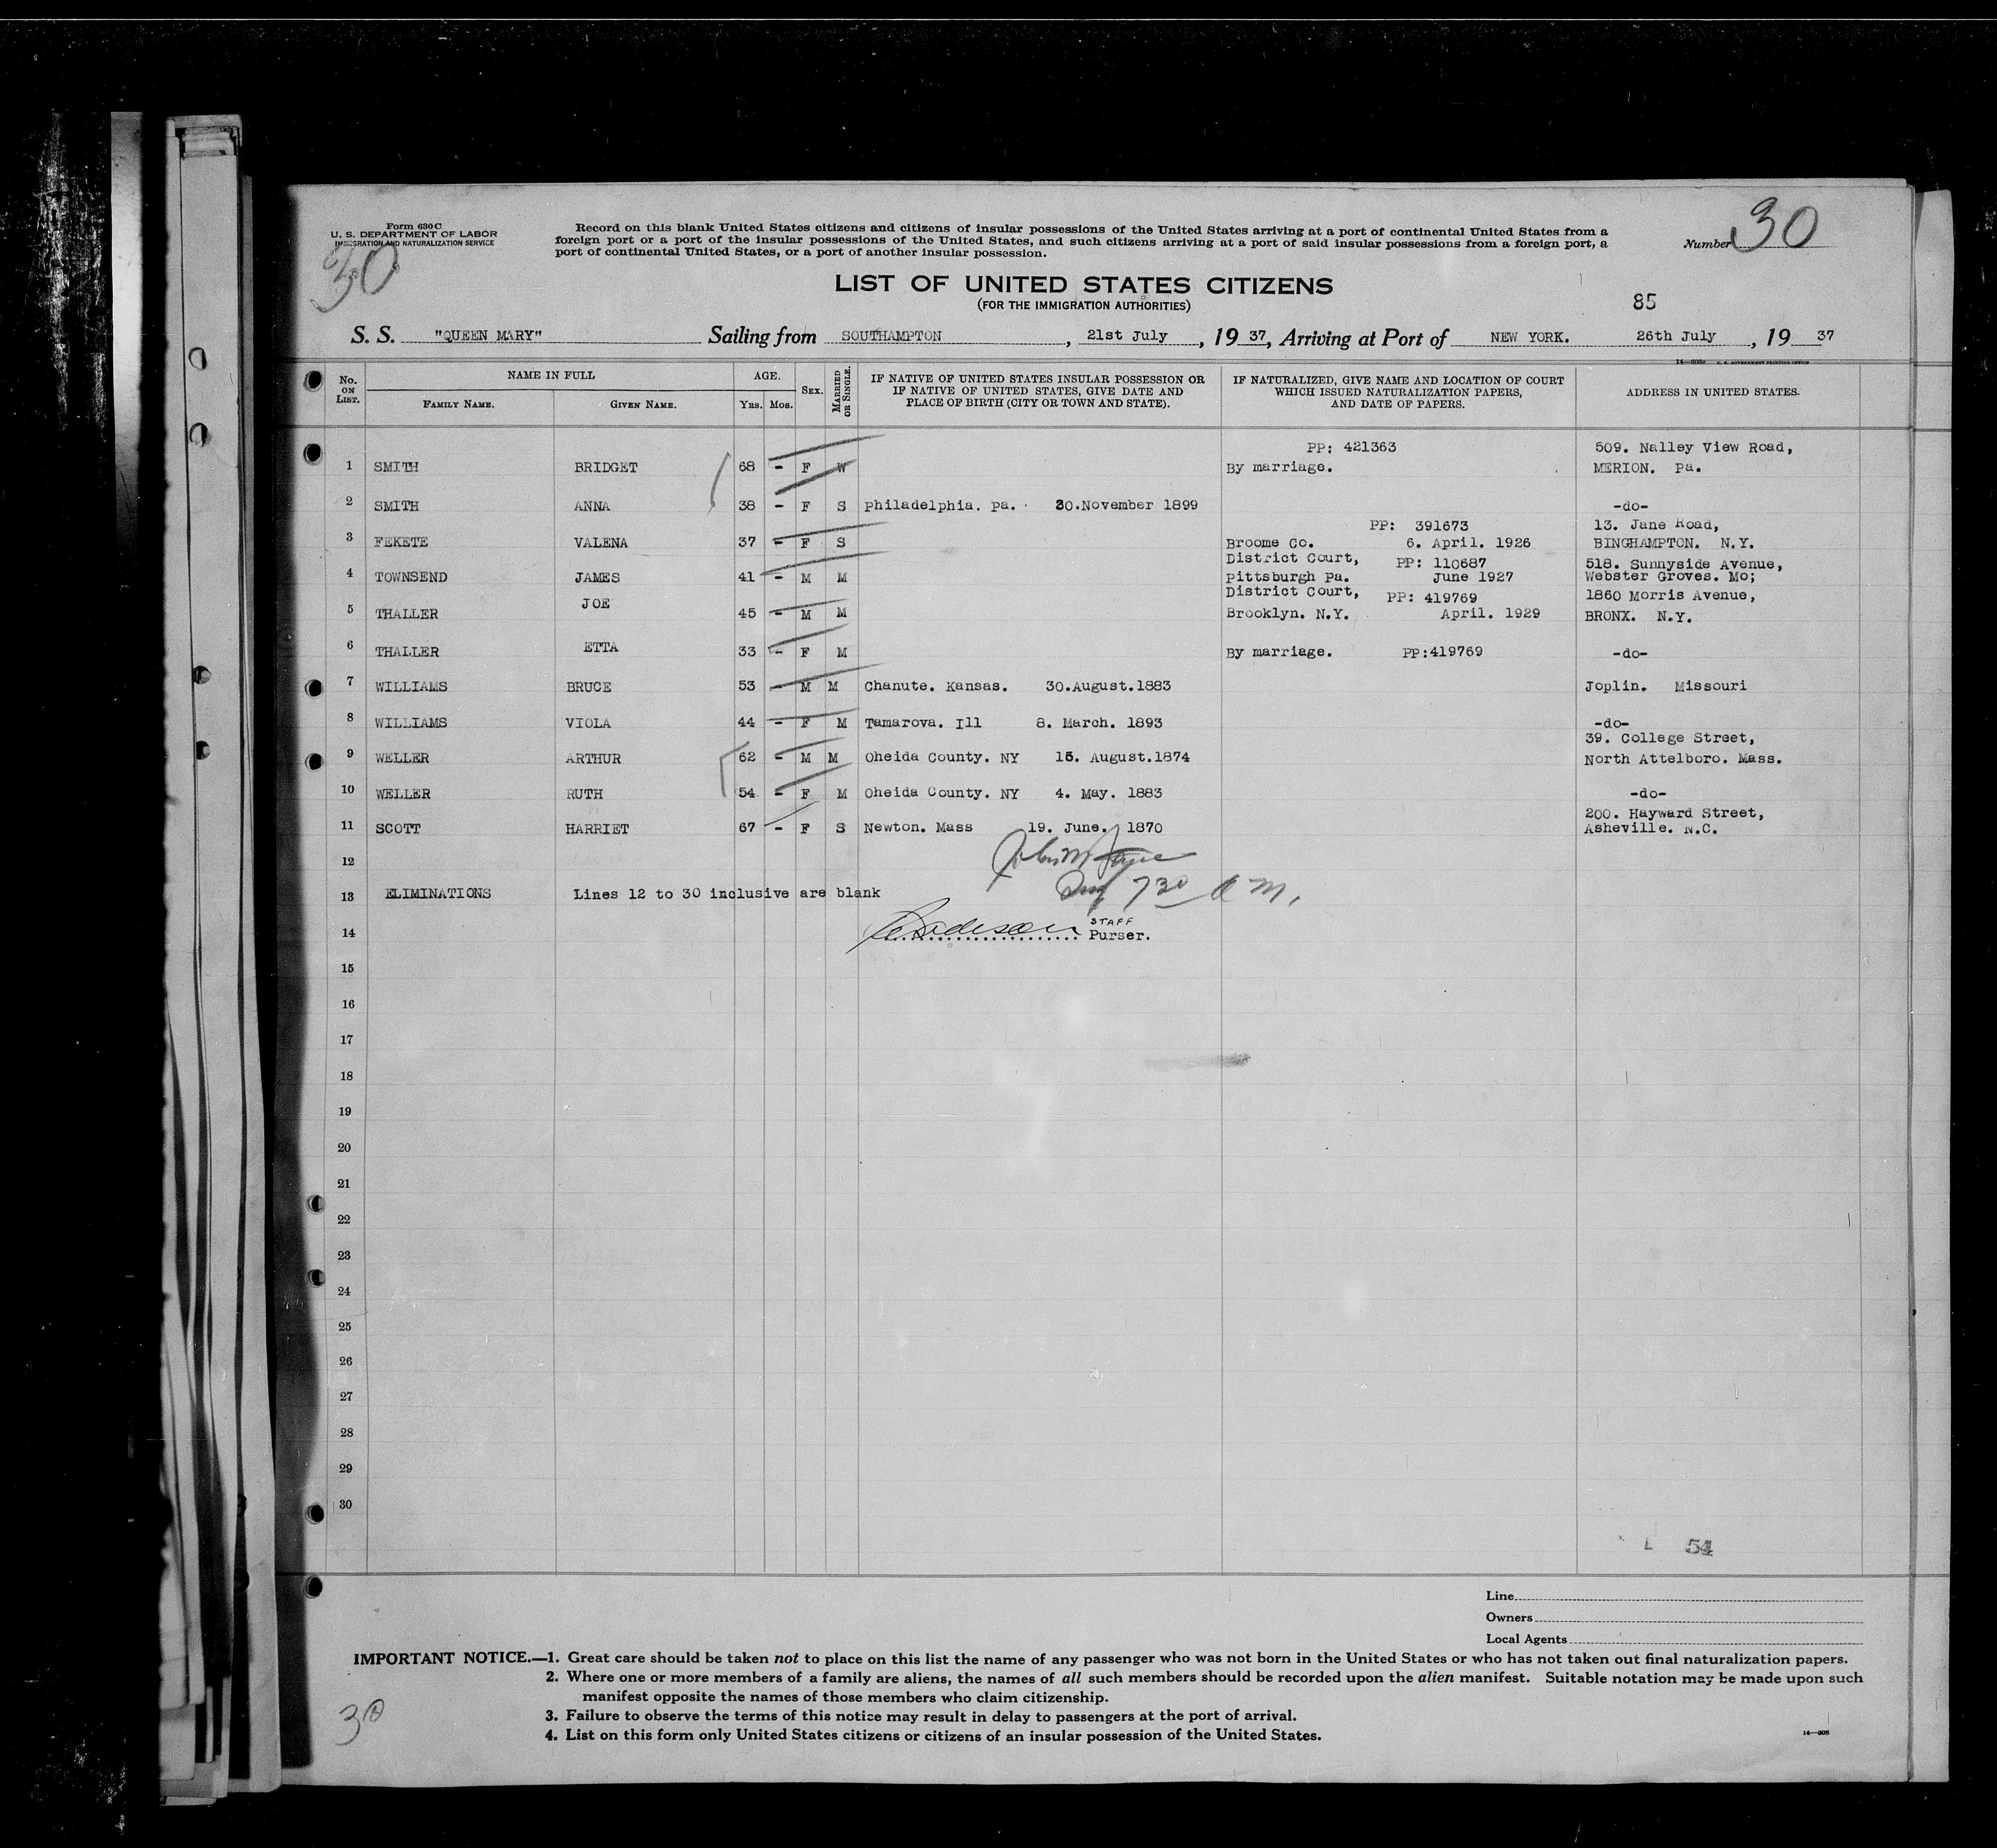 Form 630 C
U. S. DEPARTMENT OF LABOR
IMMIGRATION AND NATURALIZATION SERVICE
30
Record on this blank United States citizens and citizens of insular possessions of the United States arriving at a port of continental United States from a
foreign port or a port of the insular possessions of the United States, and such citizens arriving at a port of said insular possessions from a foreign port, a
port of continental United States, or a port of another insular possession.
Number 30
LIST OF UNITED STATES CITIZENS
(FOR THE IMMIGRATION AUTHORITIES)
85
S. S. "QUEEN MARY" Sailing from SOUTHAMPTON, 21st July, 19 37, Arriving at Port of NEW YORK. 26th July, 19 37
14—608 U. S. GOVERNMENT PRINTING OFFICE
No. ON LIST. NAME IN FULL FAMILY NAME. GIVEN NAME. AGE. YRS. MOS. SEX. MARRIED OR SINGLE. IF NATIVE OF UNITED STATES INSULAR POSSESSION OR IF NATIVE OF UNITED STATES, GIVE DATE AND PLACE OF BIRTH (CITY OR TOWN AND STATE). IF NATURALIZED, GIVE NAME AND LOCATION OF COURT WHICH ISSUED NATURALIZATION PAPERS, AND DATE OF PAPERS. ADDRESS IN UNITED STATES.
PP: 421363 509. Nalley View Road,
1 SMITH BRIDGET 68 - F W By marriage. MERION. Pa.
2 SMITH ANNA 38 - F S Philadelphia. pa. 30.November 1899 -do-
PP: 391673 13. Jane Road,
3 FEKETE VALENA 37 - F S Broome Co. 6. April. 1926 BINGHAMPTON. N.Y.
District Court, PP: 110687 518. Sunnyside Avenue,
4 TOWNSEND JAMES 41 - M M Pittsburgh Pa. June 1927 Webster Groves. Mo;
District Court, PP: 419769 1860 Morris Avenue,
5 THALLER JOE 45 - M M Brooklyn. N.Y. April. 1929 BRONX. N.Y.
6 THALLER ETTA 33 - F M By marriage. PP:419769 -do-
7 WILLIAMS BRUCE 53 - M M Chanute. Kansas. 30.August.1883 Joplin. Missouri
8 WILLIAMS VIOLA 44 - F M Tamarova. Ill 8. March. 1893 -do-
39. College Street,
9 WELLER ARTHUR 62 - M M Oheida County. NY 15. August.1874 North Attelboro. Mass.
10 WELLER RUTH 54 - F M Oheida County. NY 4. May. 1883 -do-
200. Hayward Street,
11 SCOTT HARRIET 67 - F S Newton. Mass 19. June. 1870 Asheville. N.C.
12
730 A M.
13 ELIMINATIONS Lines 12 to 30 inclusive are blank
STAFF
14 Purser.
15
16
17
18
19
20
21
22
23
24
25
26
27
28
29
30
L 54
Line
Owners
Local Agents
IMPORTANT NOTICE.—1. Great care should be taken not to place on this list the name of any passenger who was not born in the United States or who has not taken out final naturalization papers.
2. Where one or more members of a family are aliens, the names of all such members should be recorded upon the alien manifest. Suitable notation may be made upon such
manifest opposite the names of those members who claim citizenship.
3. Failure to observe the terms of this notice may result in delay to passengers at the port of arrival.
4. List on this form only United States citizens or citizens of an insular possession of the United States.
30
14—608